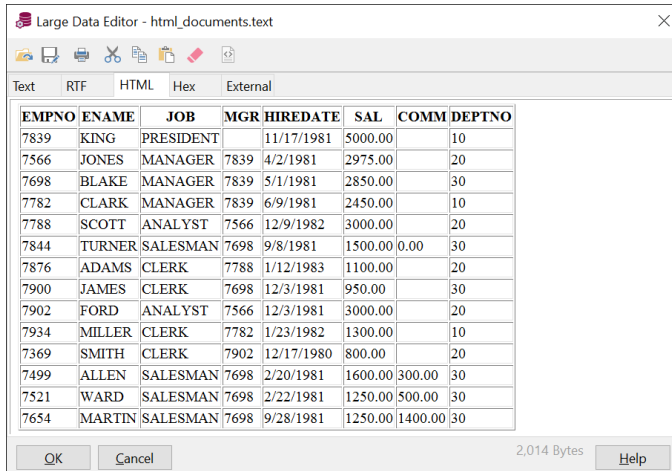 Large Data Editor - html_documents.text
Text RTF HTML Hex External
EMPNO ENAME JOB MGR HIREDATE SAL COMM DEPTNO
7839 KING PRESIDENT 11/17/1981 5000.00 10
7566 JONES MANAGER 7839 4/2/1981 2975.00 20
7698 BLAKE MANAGER 7839 5/1/1981 2850.00 30
7782 CLARK MANAGER 7839 6/9/1981 2450.00 10
7788 SCOTT ANALYST 7566 12/9/1982 3000.00 20
7844 TURNER SALESMAN 7698 9/8/1981 1500.00 0.00 30
7876 ADAMS CLERK 7788 1/12/1983 1100.00 20
7900 JAMES CLERK 7698 12/3/1981 950.00 30
7902 FORD ANALYST 7566 12/3/1981 3000.00 20
7934 MILLER CLERK 7782 1/23/1982 1300.00 10
7369 SMITH CLERK 7902 12/17/1980 800.00 20
7499 ALLEN SALESMAN 7698 2/20/1981 1600.00 300.00 30
7521 WARD SALESMAN 7698 2/22/1981 1250.00 500.00 30
7654 MARTIN SALESMAN 7698 9/28/1981 1250.00 1400.00 30
OK Cancel 2,014 Bytes Help